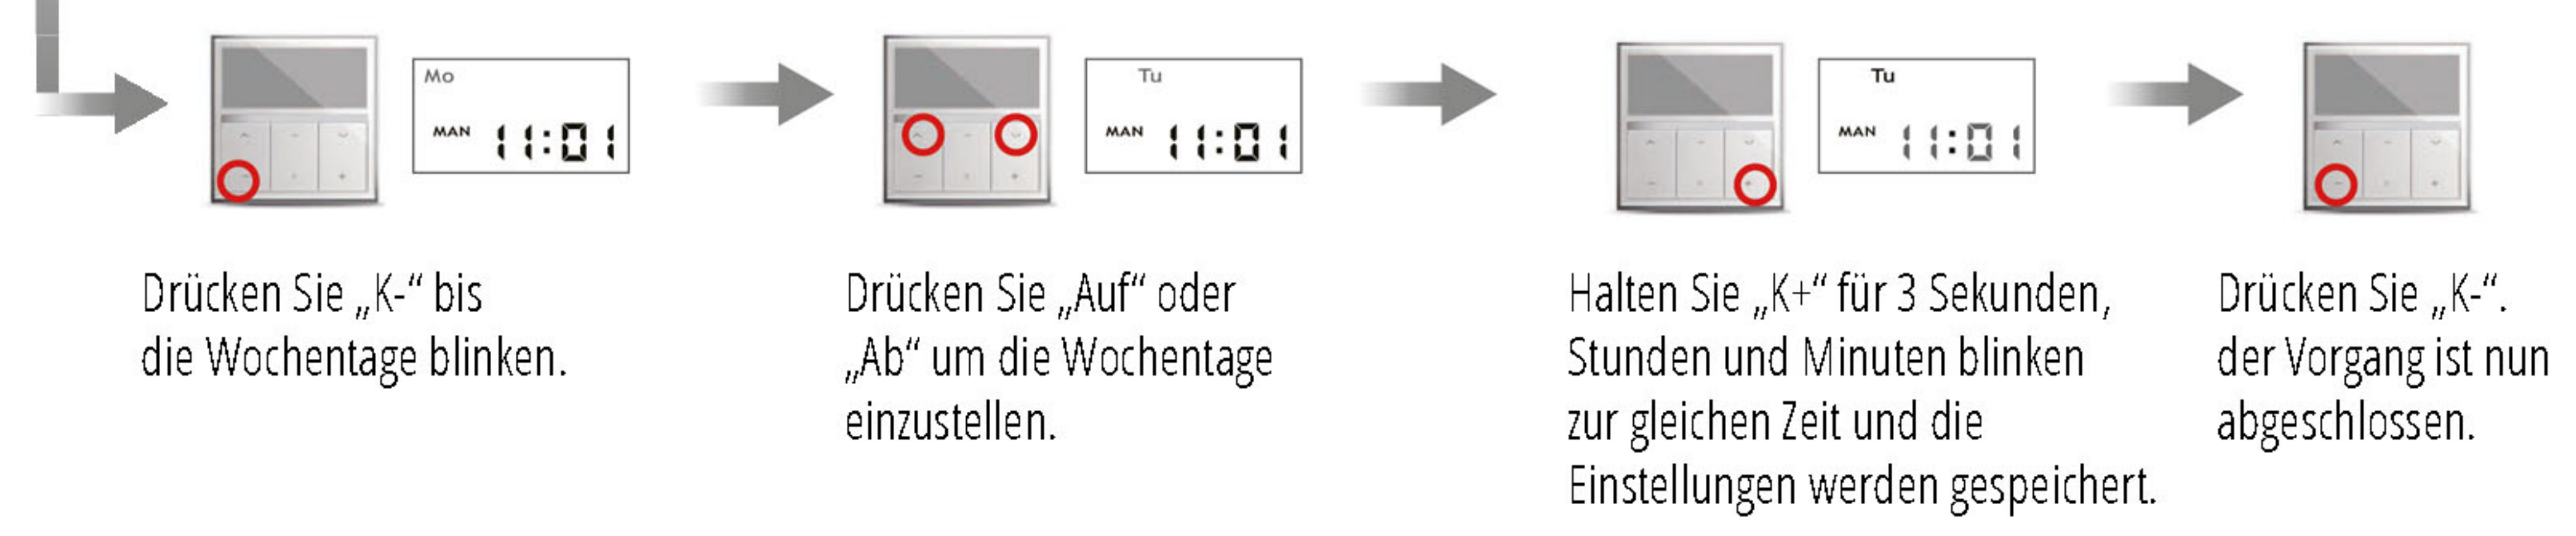 Mo
MAN 11:01
Tu
MAN 11:01
Tu
MAN 11:01
Drücken Sie „K-“ bis
die Wochentage blinken.
Drücken Sie „Auf“ oder
„Ab“ um die Wochentage
einzustellen.
Halten Sie „K+“ für 3 Sekunden,
Stunden und Minuten blinken
zur gleichen Zeit und die
Einstellungen werden gespeichert.
Drücken Sie „K-“.
der Vorgang ist nun
abgeschlossen.